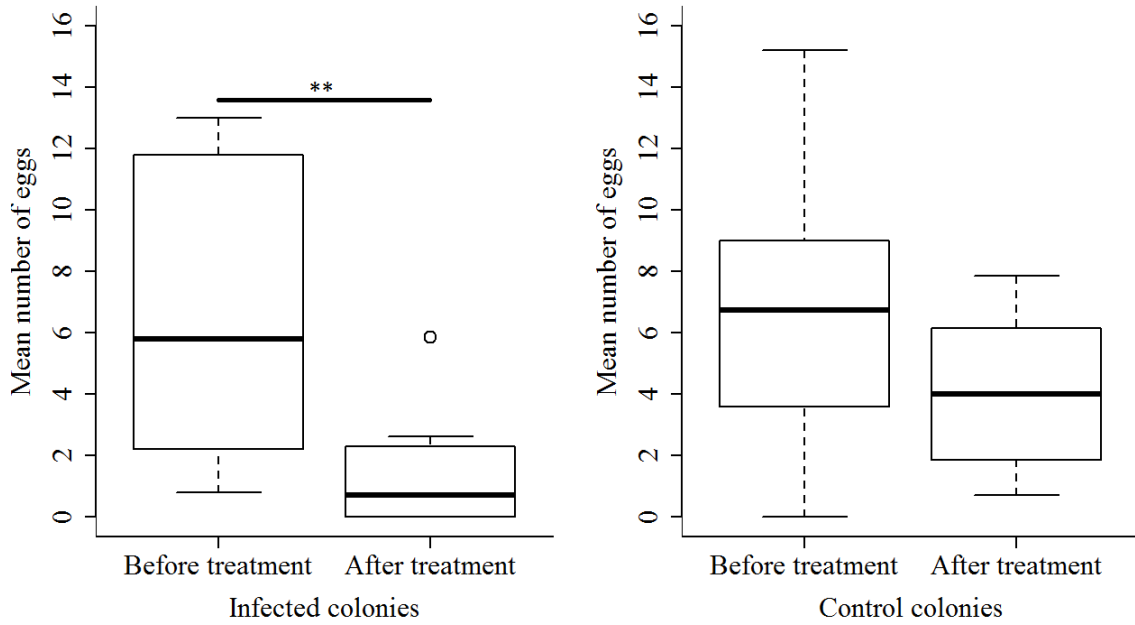 Mean number of eggs
16
14
12
10
8
6
4
2
0
**
Before treatment
After treatment
Infected colonies
Mean number of eggs
16
14
12
10
8
6
4
2
0
Before treatment
After treatment
Control colonies